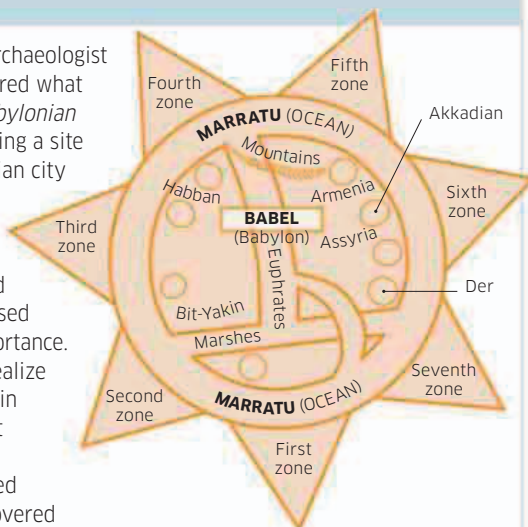 rchaeologist
red what
bylonian
ing a site
ian city
d
sed
ortance.
ealize
in
t
ed
overed
Fourth
zone
Fifth
zone
MARRATU (OCEAN)
Akkadian
Mountains
Habban
Armenia
Sixth
zone
BABEL
(Babylon)
Assyria
Third
zone
Euphrates
Der
Bit-Yakin
Marshes
Second
zone
MARRATU (OCEAN)
Seventh
zone
First
zone